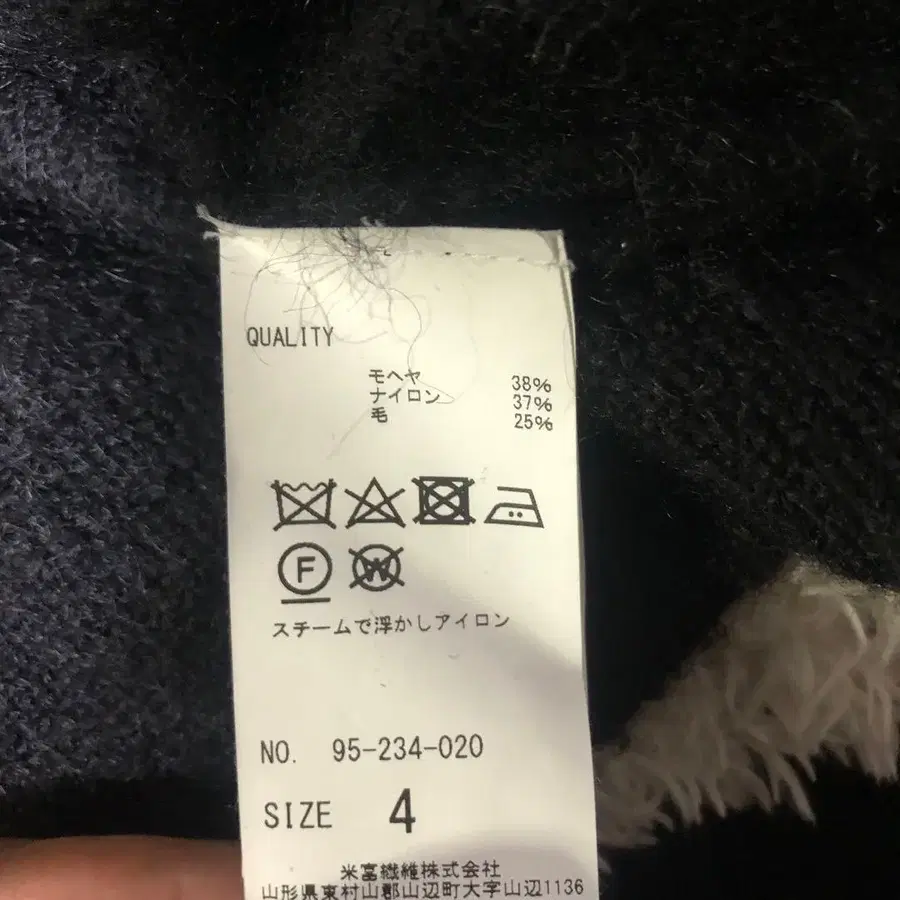 QUALITY
モヘヤ 38%
ナイロン 37%
毛 25%
F
W
スチームで浮かしアイロン
NO. 95-234-020
SIZE 4
米富繊維株式会社
山形県東村山郡山辺町大字山辺1136